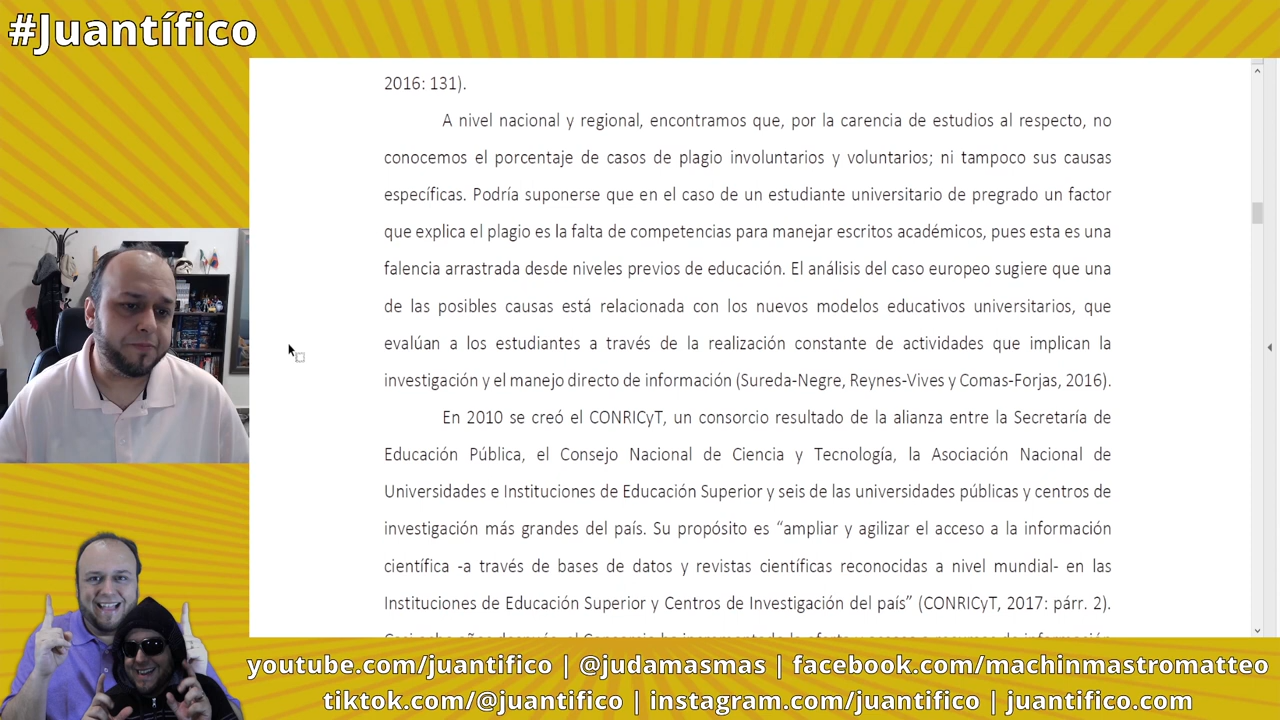 #Juantífico
2016: 131).
A nivel nacional y regional, encontramos que, por la carencia de estudios al respecto, no
conocemos el porcentaje de casos de plagio involuntarios y voluntarios; ni tampoco sus causas
específicas. Podría suponerse que en el caso de un estudiante universitario de pregrado un factor
que explica el plagio es la falta de competencias para manejar escritos académicos, pues esta es una
falencia arrastrada desde niveles previos de educación. El análisis del caso europeo sugiere que una
de las posibles causas está relacionada con los nuevos modelos educativos universitarios, que
evalúan a los estudiantes a través de la realización constante de actividades que implican la
investigación y el manejo directo de información (Sureda-Negre, Reynes-Vives y Comas-Forjas, 2016).
En 2010 se creó el CONRICyT, un consorcio resultado de la alianza entre la Secretaría de
Educación Pública, el Consejo Nacional de Ciencia y Tecnología, la Asociación Nacional de
Universidades e Instituciones de Educación Superior y seis de las universidades públicas y centros de
investigación más grandes del país. Su propósito es “ampliar y agilizar el acceso a la información
científica -a través de bases de datos y revistas científicas reconocidas a nivel mundial- en las
Instituciones de Educación Superior y Centros de Investigación del país” (CONRICyT, 2017: párr. 2).
youtube.com/juantifico | @judamasmas | facebook.com/machinmastromatteo
tiktok.com/@juantifico | instagram.com/juantifico | juantifico.com